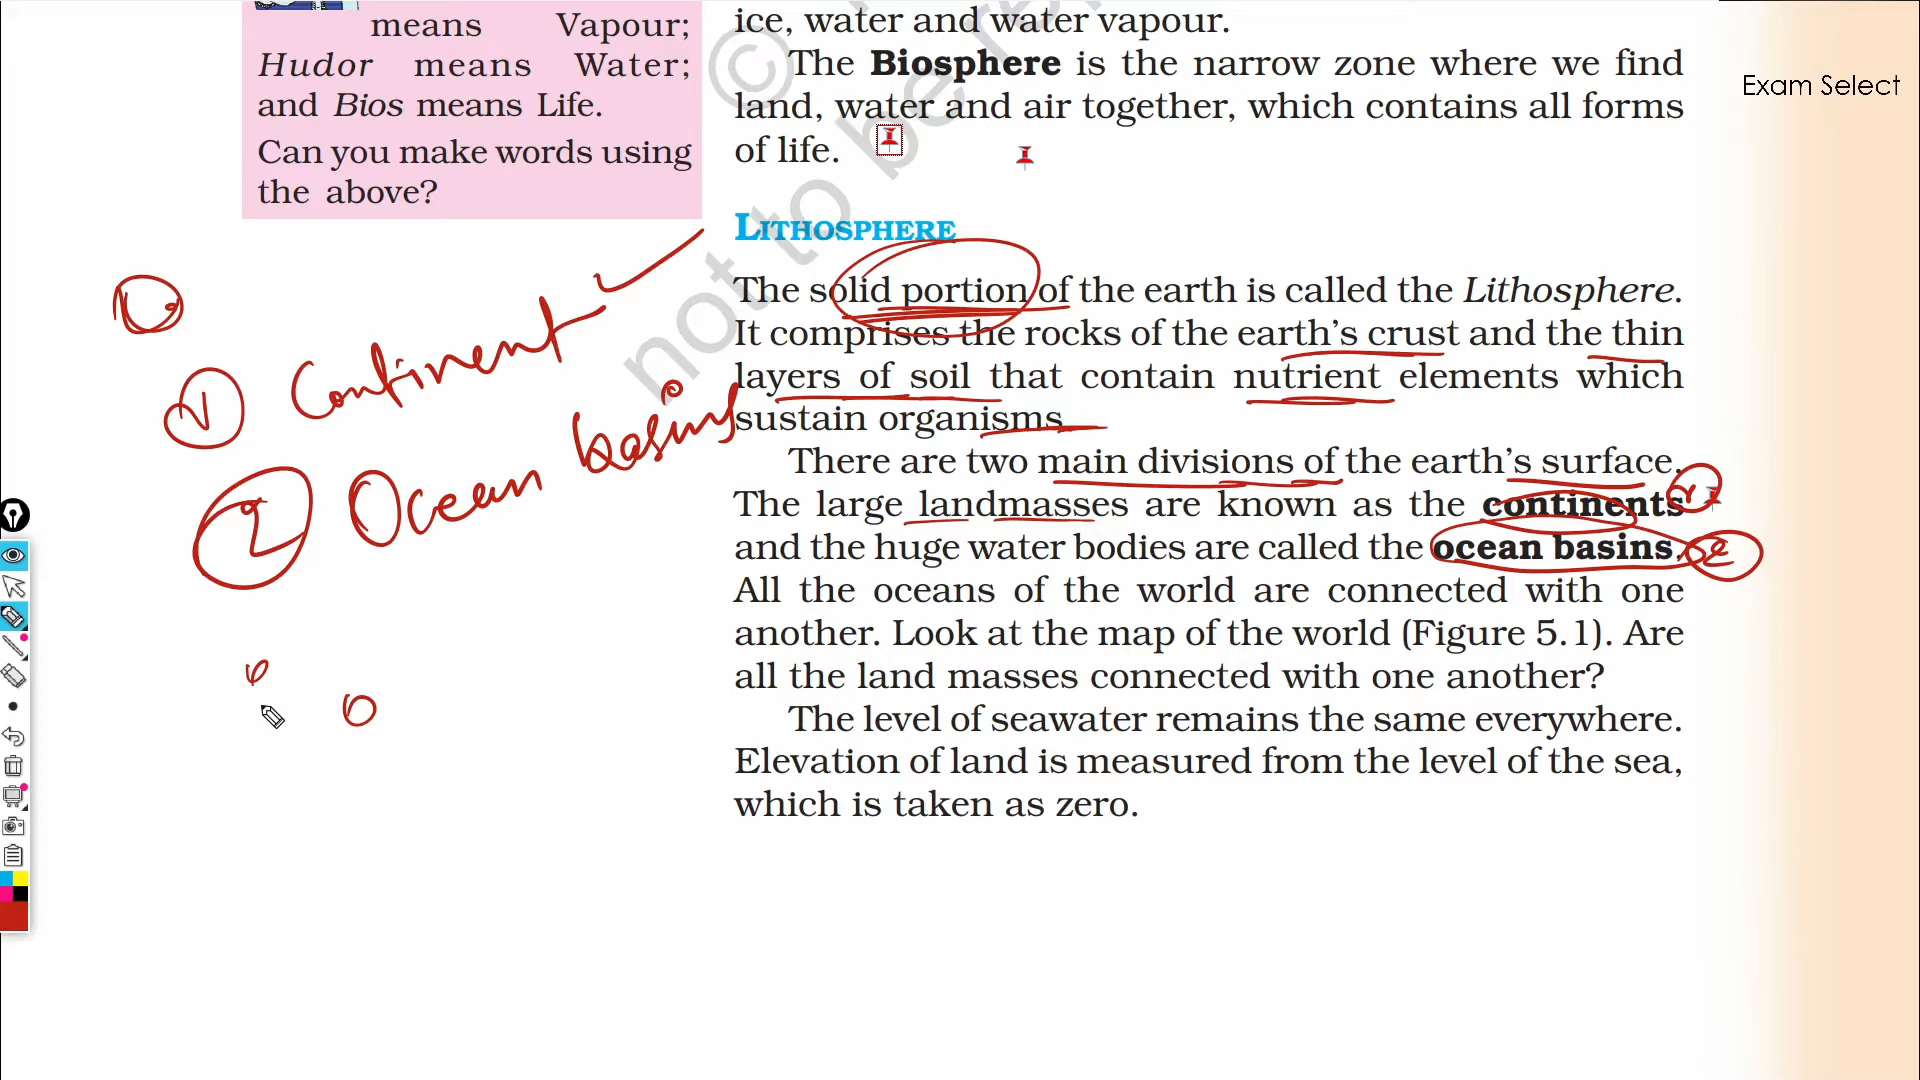 means Vapour;
Hudor means Water;
and Bios means Life.
Can you make words using
the above?
ice, water and water vapour.
The Biosphere is the narrow zone where we find
land, water and air together, which contains all forms
of life.
Exam Select
LITHOSPHERE
The solid portion of the earth is called the Lithosphere.
It comprises the rocks of the earth's crust and the thin
layers of soil that contain nutrient elements which
sustain organisms.
There are two main divisions of the earth's surface.
The large landmasses are known as the continents
and the huge water bodies are called the ocean basins.
All the oceans of the world are connected with one
another. Look at the map of the world (Figure 5.1). Are
all the land masses connected with one another?
The level of seawater remains the same everywhere.
Elevation of land is measured from the level of the sea,
which is taken as zero.
© not to be
1 Continent
2 Ocean basins
2